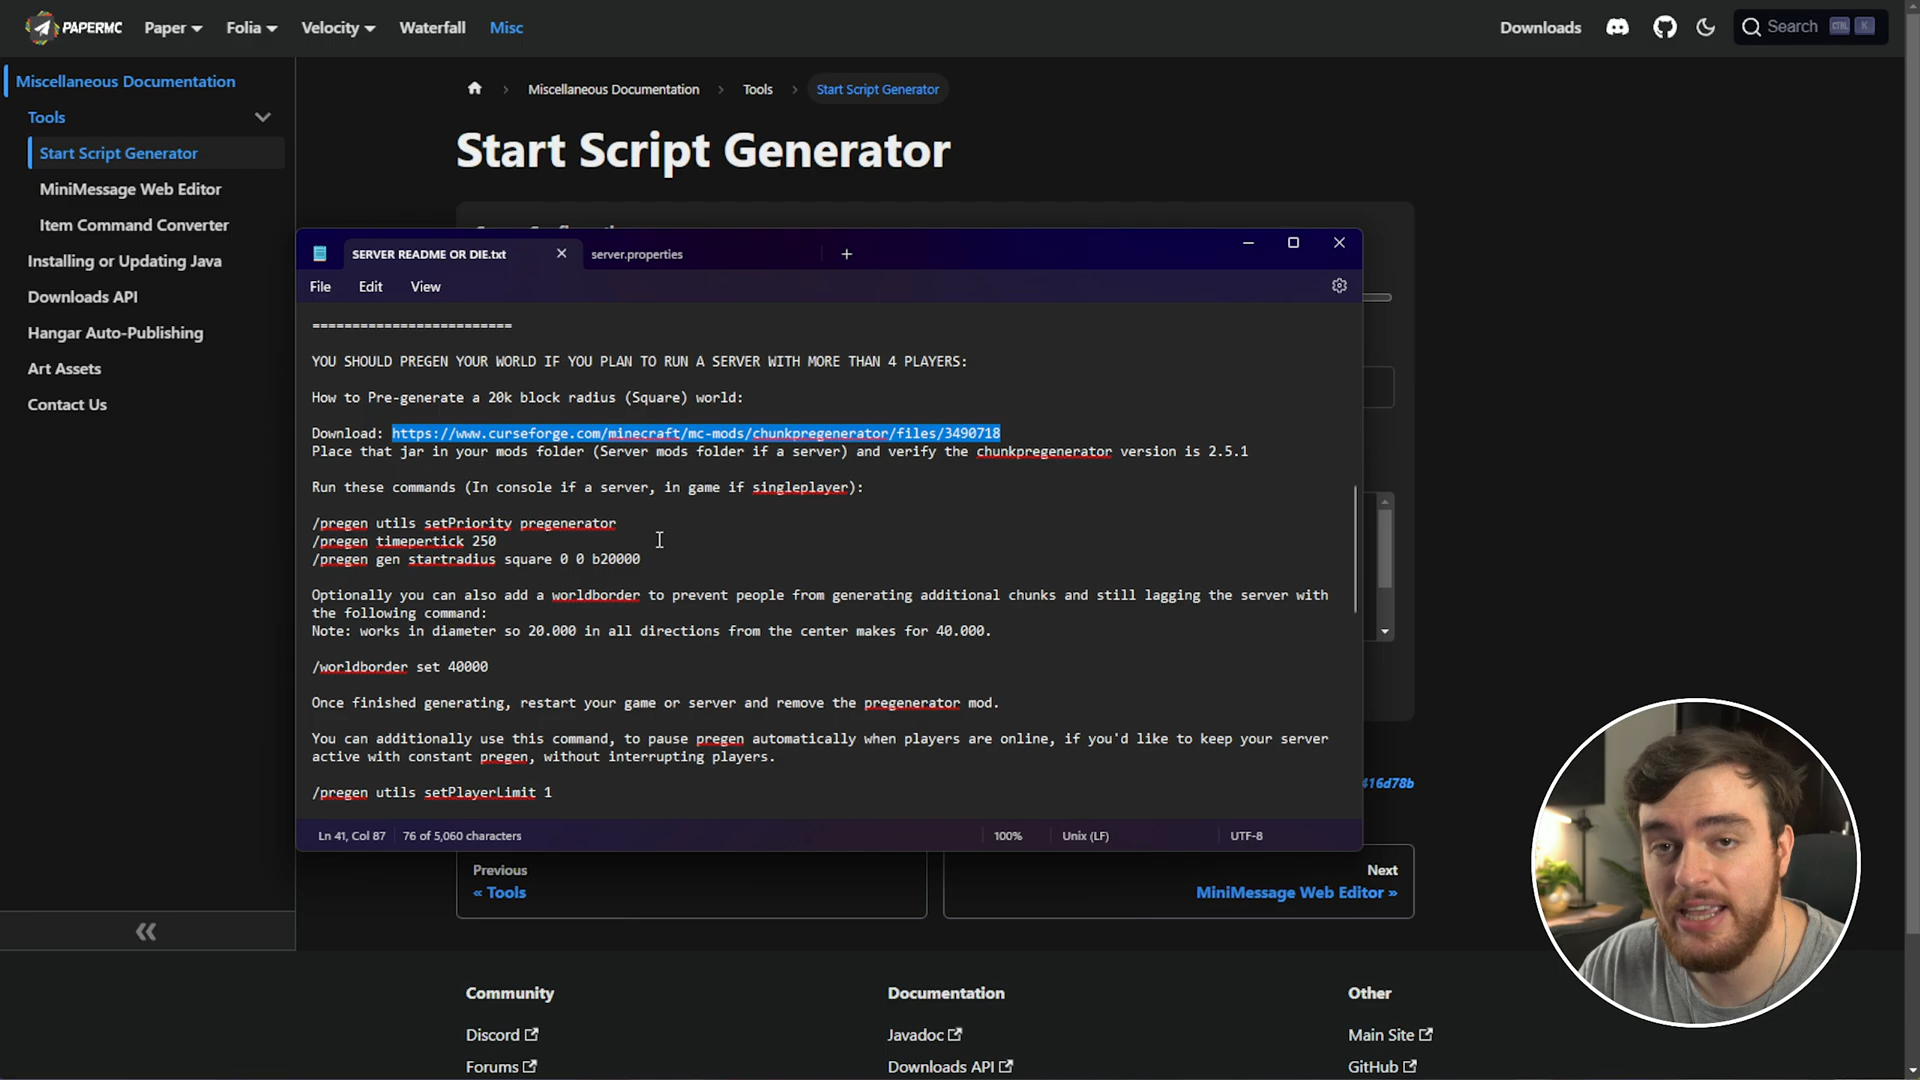 PAPERMC
Paper
Folia
Velocity
Waterfall
Misc
Downloads
Search CTRL K
Miscellaneous Documentation
Tools
Start Script Generator
MiniMessage Web Editor
Item Command Converter
Installing or Updating Java
Downloads API
Hangar Auto-Publishing
Art Assets
Contact Us
Miscellaneous Documentation
Tools
Start Script Generator
Start Script Generator
SERVER README OR DIE.txt
server.properties
File
Edit
View
=========================
YOU SHOULD PREGEN YOUR WORLD IF YOU PLAN TO RUN A SERVER WITH MORE THAN 4 PLAYERS:
How to Pre-generate a 20k block radius (Square) world:
Download: https://www.curseforge.com/minecraft/mc-mods/chunkpregenerator/files/3490718
Place that jar in your mods folder (Server mods folder if a server) and verify the chunkpregenerator version is 2.5.1
Run these commands (In console if a server, in game if singleplayer):
/pregen utils setPriority pregenerator
/pregen timepertick 250
/pregen gen startradius square 0 0 b20000
Optionally you can also add a worldborder to prevent people from generating additional chunks and still lagging the server with
the following command:
Note: works in diameter so 20.000 in all directions from the center makes for 40.000.
/worldborder set 40000
Once finished generating, restart your game or server and remove the pregenerator mod.
You can additionally use this command, to pause pregen automatically when players are online, if you'd like to keep your server
active with constant pregen, without interrupting players.
/pregen utils setPlayerLimit 1
416d78b
Ln 41, Col 87
76 of 5,060 characters
100%
Unix (LF)
UTF-8
Previous
« Tools
Next
MiniMessage Web Editor »
Community
Discord
Forums
Documentation
Javadoc
Downloads API
Other
Main Site
GitHub